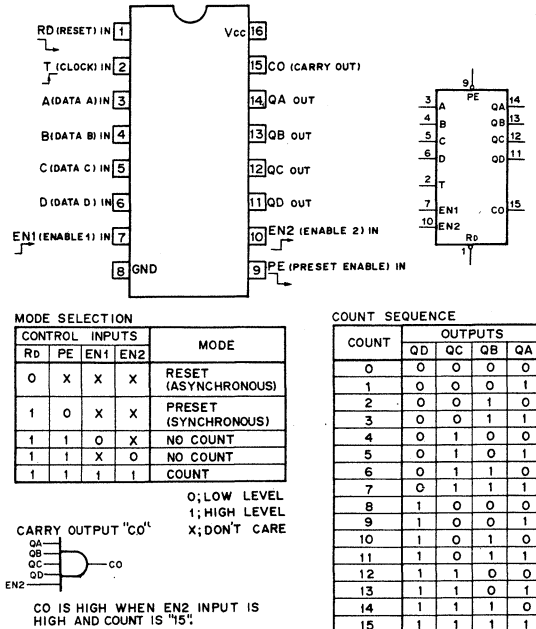 RD (RESET) IN 1
T (CLOCK) IN 2
A (DATA A) IN 3
B (DATA B) IN 4
C (DATA C) IN 5
D (DATA D) IN 6
EN1 (ENABLE 1) IN 7
8 GND
Vcc 16
15 CO (CARRY OUT)
14 QA OUT
13 QB OUT
12 QC OUT
11 QD OUT
10 EN2 (ENABLE 2) IN
9 PE (PRESET ENABLE) IN
9
PE
3 A QA 14
4 B QB 13
5 C QC 12
6 D QD 11
2 T
7 EN1 CO 15
10 EN2
RD
1
MODE SELECTION
CONTROL INPUTS MODE
RD PE EN1 EN2
0 X X X RESET (ASYNCHRONOUS)
1 0 X X PRESET (SYNCHRONOUS)
1 1 0 X NO COUNT
1 1 X 0 NO COUNT
1 1 1 1 COUNT
0; LOW LEVEL
1; HIGH LEVEL
X; DON'T CARE
CARRY OUTPUT "CO"
QA
QB
QC
QD
EN2
CO
CO IS HIGH WHEN EN2 INPUT IS
HIGH AND COUNT IS "15".
COUNT SEQUENCE
COUNT OUTPUTS
QD QC QB QA
0 0 0 0 0
1 0 0 0 1
2 0 0 1 0
3 0 0 1 1
4 0 1 0 0
5 0 1 0 1
6 0 1 1 0
7 0 1 1 1
8 1 0 0 0
9 1 0 0 1
10 1 0 1 0
11 1 0 1 1
12 1 1 0 0
13 1 1 0 1
14 1 1 1 0
15 1 1 1 1